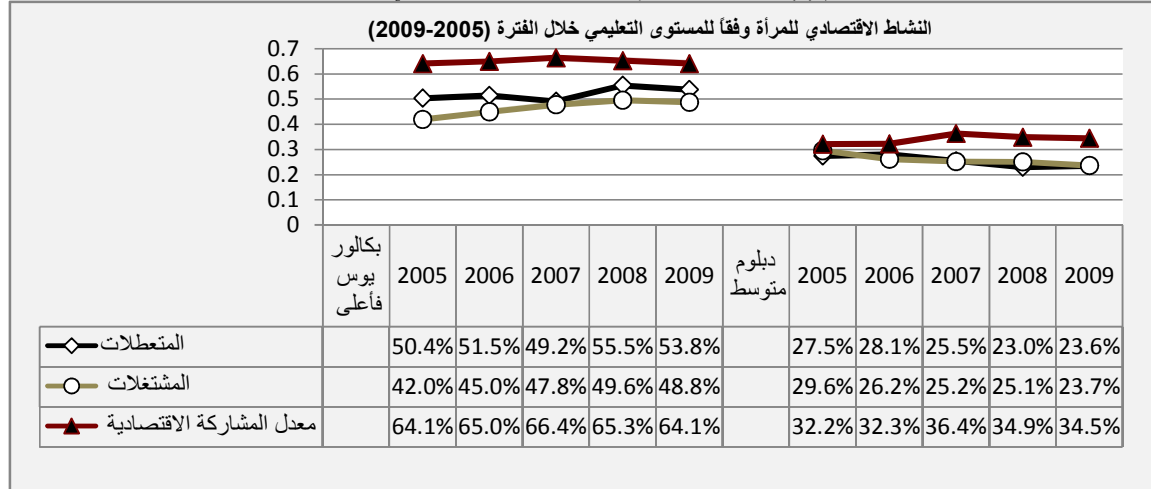 النشاط الاقتصادي للمرأة وفقاً للمستوى التعليمي خلال الفترة (2005-2009)
0.7
0.6
0.5
0.4
0.3
0.2
0.1
0
بكالور
يوس
فأعلى
2005 2006 2007 2008 2009
دبلوم
متوسط
2005 2006 2007 2008 2009
المتعطلات 50.4% 51.5% 49.2% 55.5% 53.8% 27.5% 28.1% 25.5% 23.0% 23.6%
المشتغلات 42.0% 45.0% 47.8% 49.6% 48.8% 29.6% 26.2% 25.2% 25.1% 23.7%
معدل المشاركة الاقتصادية 64.1% 65.0% 66.4% 65.3% 64.1% 32.2% 32.3% 36.4% 34.9% 34.5%